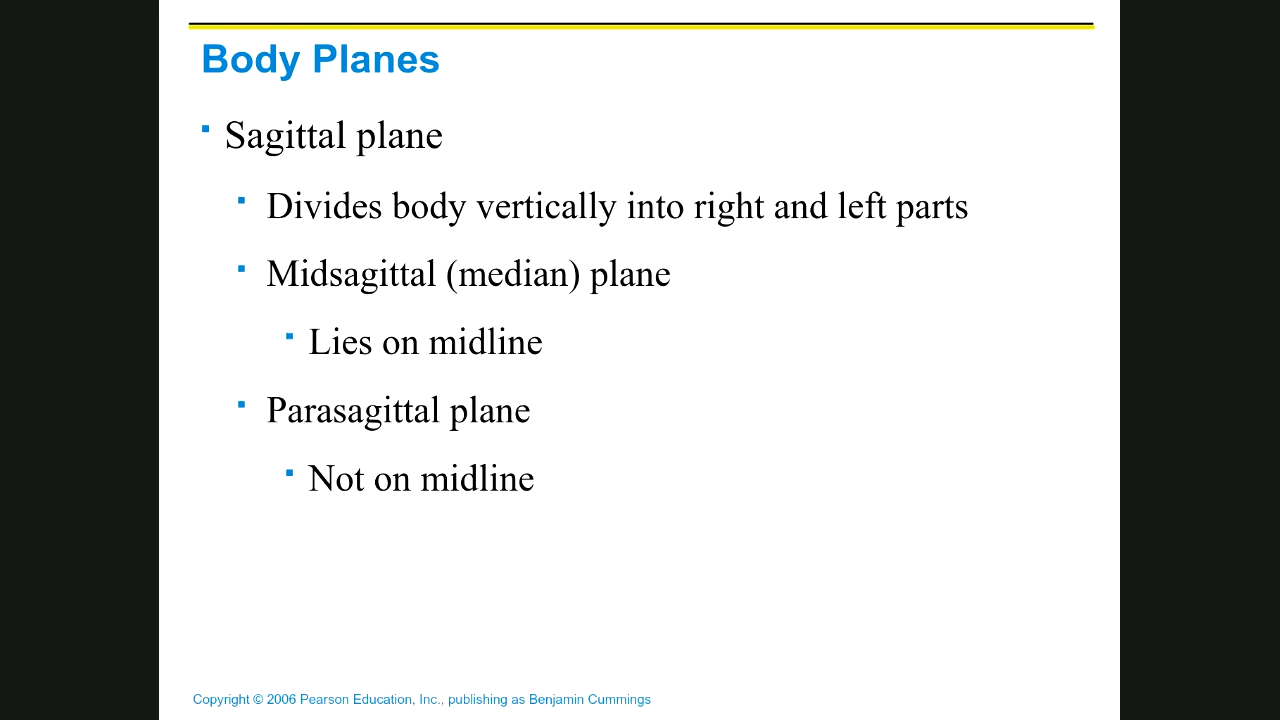 Body Planes
Sagittal plane
Divides body vertically into right and left parts
Midsagittal (median) plane
Lies on midline
Parasagittal plane
Not on midline
Copyright © 2006 Pearson Education, Inc., publishing as Benjamin Cummings